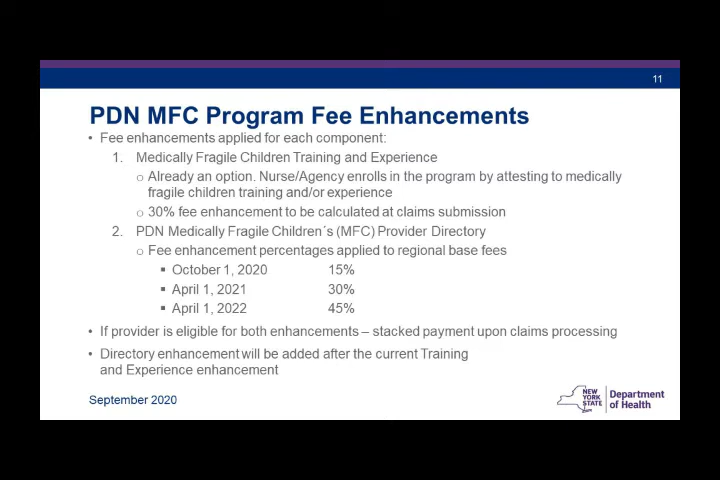 11
PDN MFC Program Fee Enhancements
• Fee enhancements applied for each component:
1. Medically Fragile Children Training and Experience
o Already an option. Nurse/Agency enrolls in the program by attesting to medically
fragile children training and/or experience
o 30% fee enhancement to be calculated at claims submission
2. PDN Medically Fragile Children´s (MFC) Provider Directory
o Fee enhancement percentages applied to regional base fees
▪ October 1, 2020 15%
▪ April 1, 2021 30%
▪ April 1, 2022 45%
• If provider is eligible for both enhancements – stacked payment upon claims processing
• Directory enhancement will be added after the current Training
and Experience enhancement
September 2020
NEW
YORK
STATE
Department
of Health